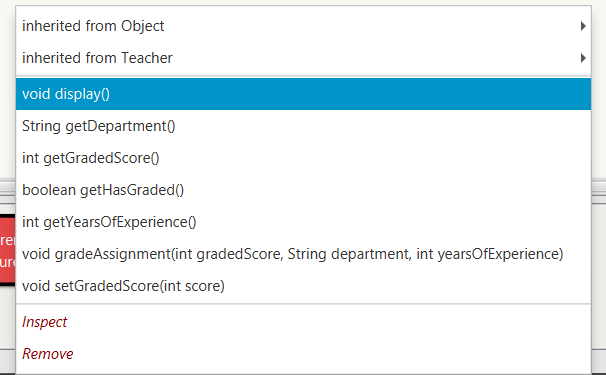 inherited from Object
inherited from Teacher
void display()
String getDepartment()
int getGradedScore()
boolean getHasGraded()
int getYearsOfExperience()
void gradeAssignment(int gradedScore, String department, int yearsOfExperience)
void setGradedScore(int score)
Inspect
Remove